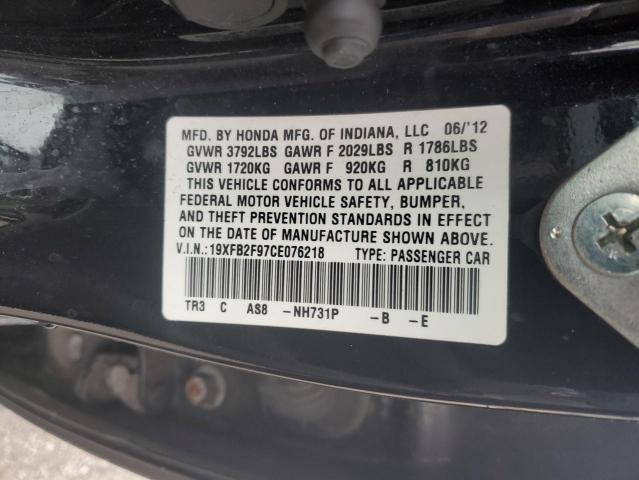 MFD. BY HONDA MFG. OF INDIANA, LLC 06/'12
GVWR 3792LBS GAWR F 2029LBS R 1786LBS
GVWR 1720KG GAWR F 920KG R 810KG
THIS VEHICLE CONFORMS TO ALL APPLICABLE
FEDERAL MOTOR VEHICLE SAFETY, BUMPER,
AND THEFT PREVENTION STANDARDS IN EFFECT
ON THE DATE OF MANUFACTURE SHOWN ABOVE.
V.I.N.:19XFB2F97CE076218 TYPE: PASSENGER CAR
TR3 C AS8 -NH731P -B -E